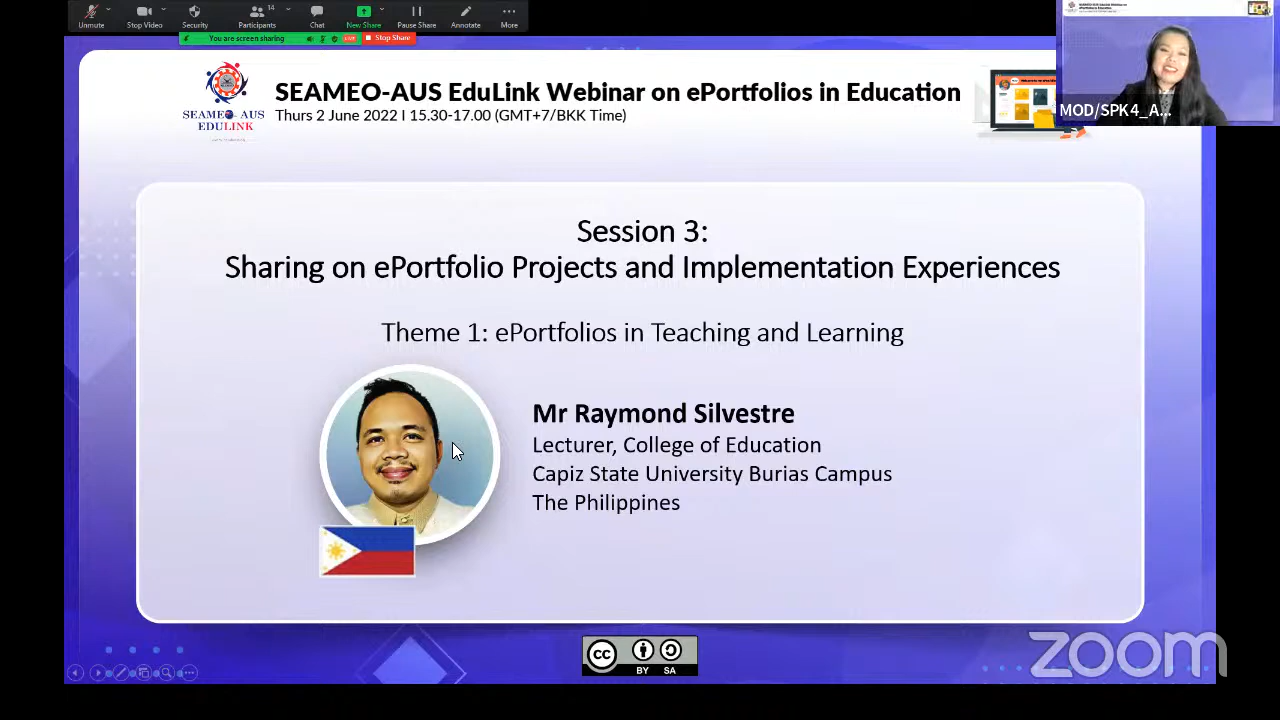 Unmute
Stop Video
Security
14
Participants
Chat
New Share
Pause Share
Annotate
More
You are screen sharing
LIVE
Stop Share
SEAMEO-AUS
EDULINK
SEAMEO-AUS EduLink Webinar on ePortfolios in Education
Thurs 2 June 2022 I 15.30-17.00 (GMT+7/BKK Time)
MOD/SPK4_A...
Session 3:
Sharing on ePortfolio Projects and Implementation Experiences
Theme 1: ePortfolios in Teaching and Learning
Mr Raymond Silvestre
Lecturer, College of Education
Capiz State University Burias Campus
The Philippines
cc
BY SA
zoom